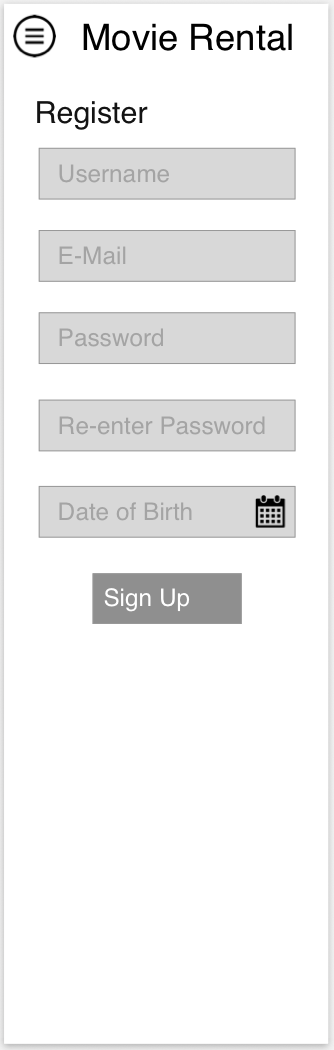 Movie Rental
Register
Username
E-Mail
Password
Re-enter Password
Date of Birth
Sign Up